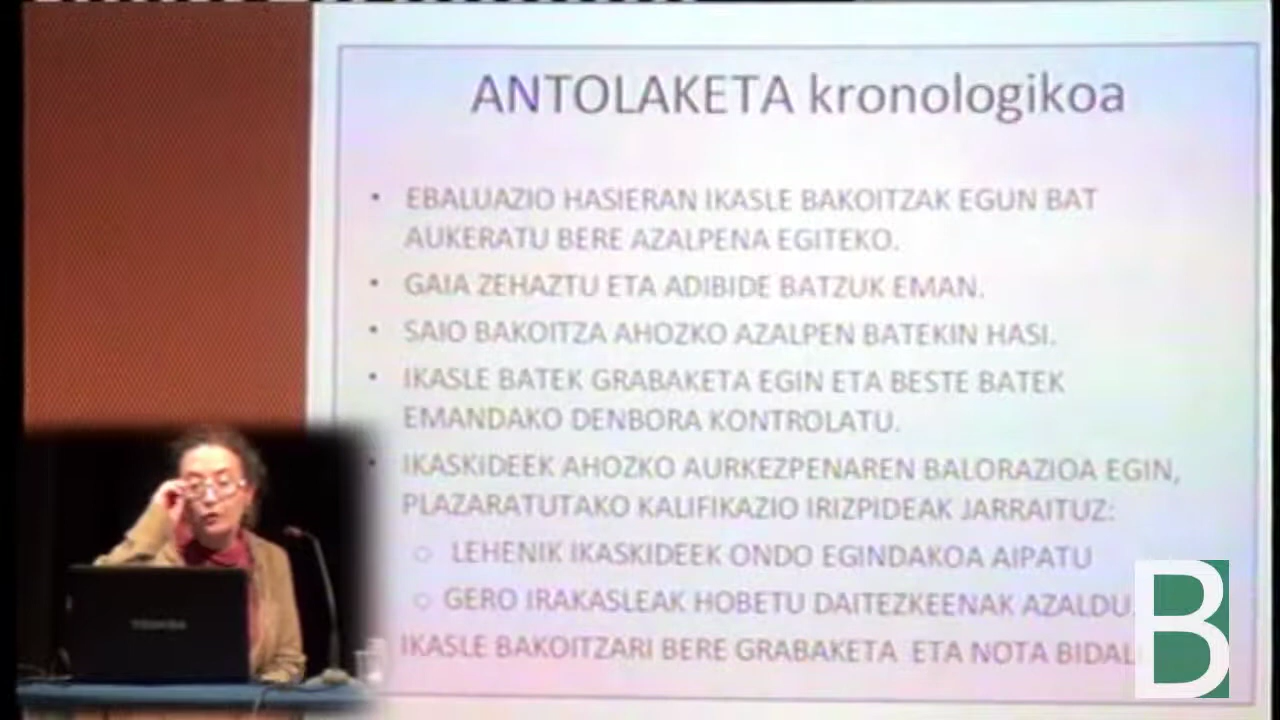 ANTOLAKETA kronologikoa
• EBALUAZIO HASIERAN IKASLE BAKOITZAK EGUN BAT
AUKERATU BERE AZALPENA EGITEKO.
• GAIA ZEHAZTU ETA ADIBIDE BATZUK EMAN.
• SAIO BAKOITZA AHOZKO AZALPEN BATEKIN HASI.
• IKASLE BATEK GRABAKETA EGIN ETA BESTE BATEK
EMANDAKO DENBORA KONTROLATU.
• IKASKIDEEK AHOZKO AURKEZPENAREN BALORAZIOA EGIN,
PLAZARATUTAKO KALIFIKAZIO IRIZPIDEAK JARRAITUZ:
○ LEHENIK IKASKIDEEK ONDO EGINDAKOA AIPATU
○ GERO IRAKASLEAK HOBETU DAITEZKEENAK AZALDU.
IKASLE BAKOITZARI BERE GRABAKETA ETA NOTA BIDALI
TOSHIBA
B